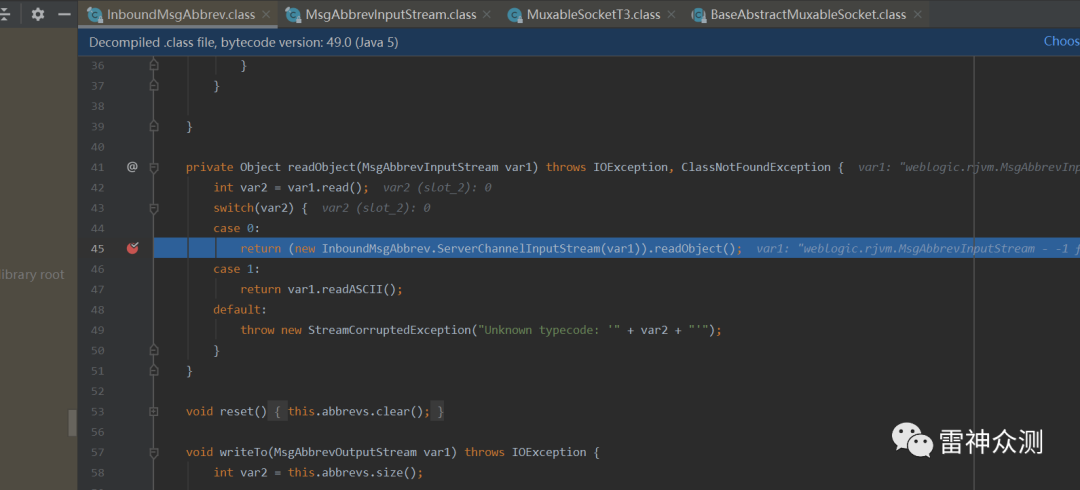 InboundMsgAbbrev.class MsgAbbrevInputStream.class MuxableSocketT3.class BaseAbstractMuxableSocket.class
Decompiled .class file, bytecode version: 49.0 (Java 5) Choos
36 }
37 }
38
39 }
40
41 @ private Object readObject(MsgAbbrevInputStream var1) throws IOException, ClassNotFoundException { var1: "weblogic.rjvm.MsgAbbrevInp
42 int var2 = var1.read(); var2 (slot_2): 0
43 switch(var2) { var2 (slot_2): 0
44 case 0:
45 return (new InboundMsgAbbrev.ServerChannelInputStream(var1)).readObject(); var1: "weblogic.rjvm.MsgAbbrevInputStream - -1 f
46 case 1:
library root
47 return var1.readASCII();
48 default:
49 throw new StreamCorruptedException("Unknown typecode: '" + var2 + "'");
50 }
51 }
52
53 void reset() { this.abbrevs.clear(); }
56
57 void writeTo(MsgAbbrevOutputStream var1) throws IOException {
58 int var2 = this.abbrevs.size();
雷神众测